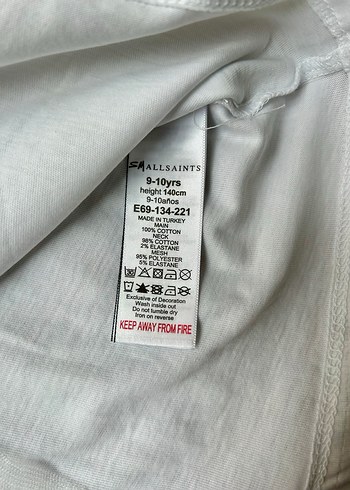 SMALLSAINTS
9-10yrs
height 140cm
9-10años
E69-134-221
MADE IN TURKEY
MAIN
100% COTTON
NECK
98% COTTON
2% ELASTANE
MESH
95% POLYESTER
5% ELASTANE
Exclusive of Decoration
Wash inside out
Do not tumble dry
Iron on reverse
KEEP AWAY FROM FIRE